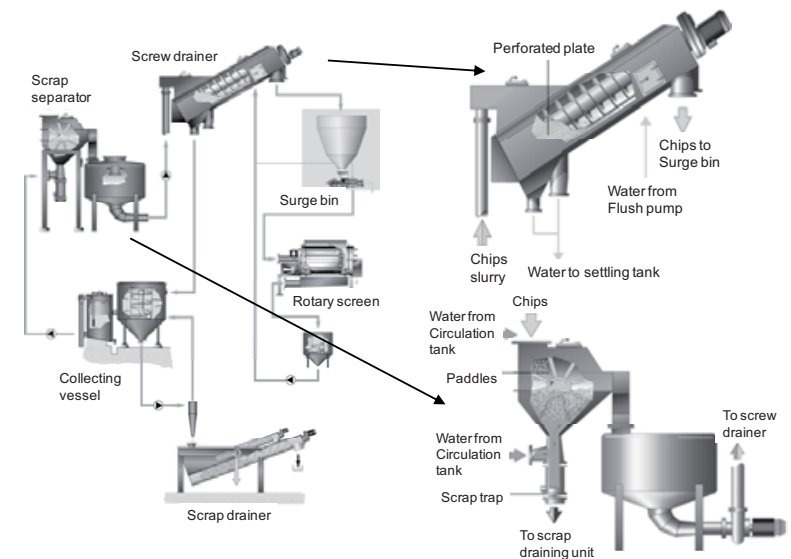 Screw drainer
Scrap
separator
Surge bin
Rotary screen
Collecting
vessel
Scrap drainer
Perforated plate
Chips to
Surge bin
Water from
Flush pump
Chips
slurry
Water to settling tank
Chips
Water from
Circulation
tank
Paddles
Water from
Circulation
tank
Scrap trap
To scrap
draining unit
To screw
drainer